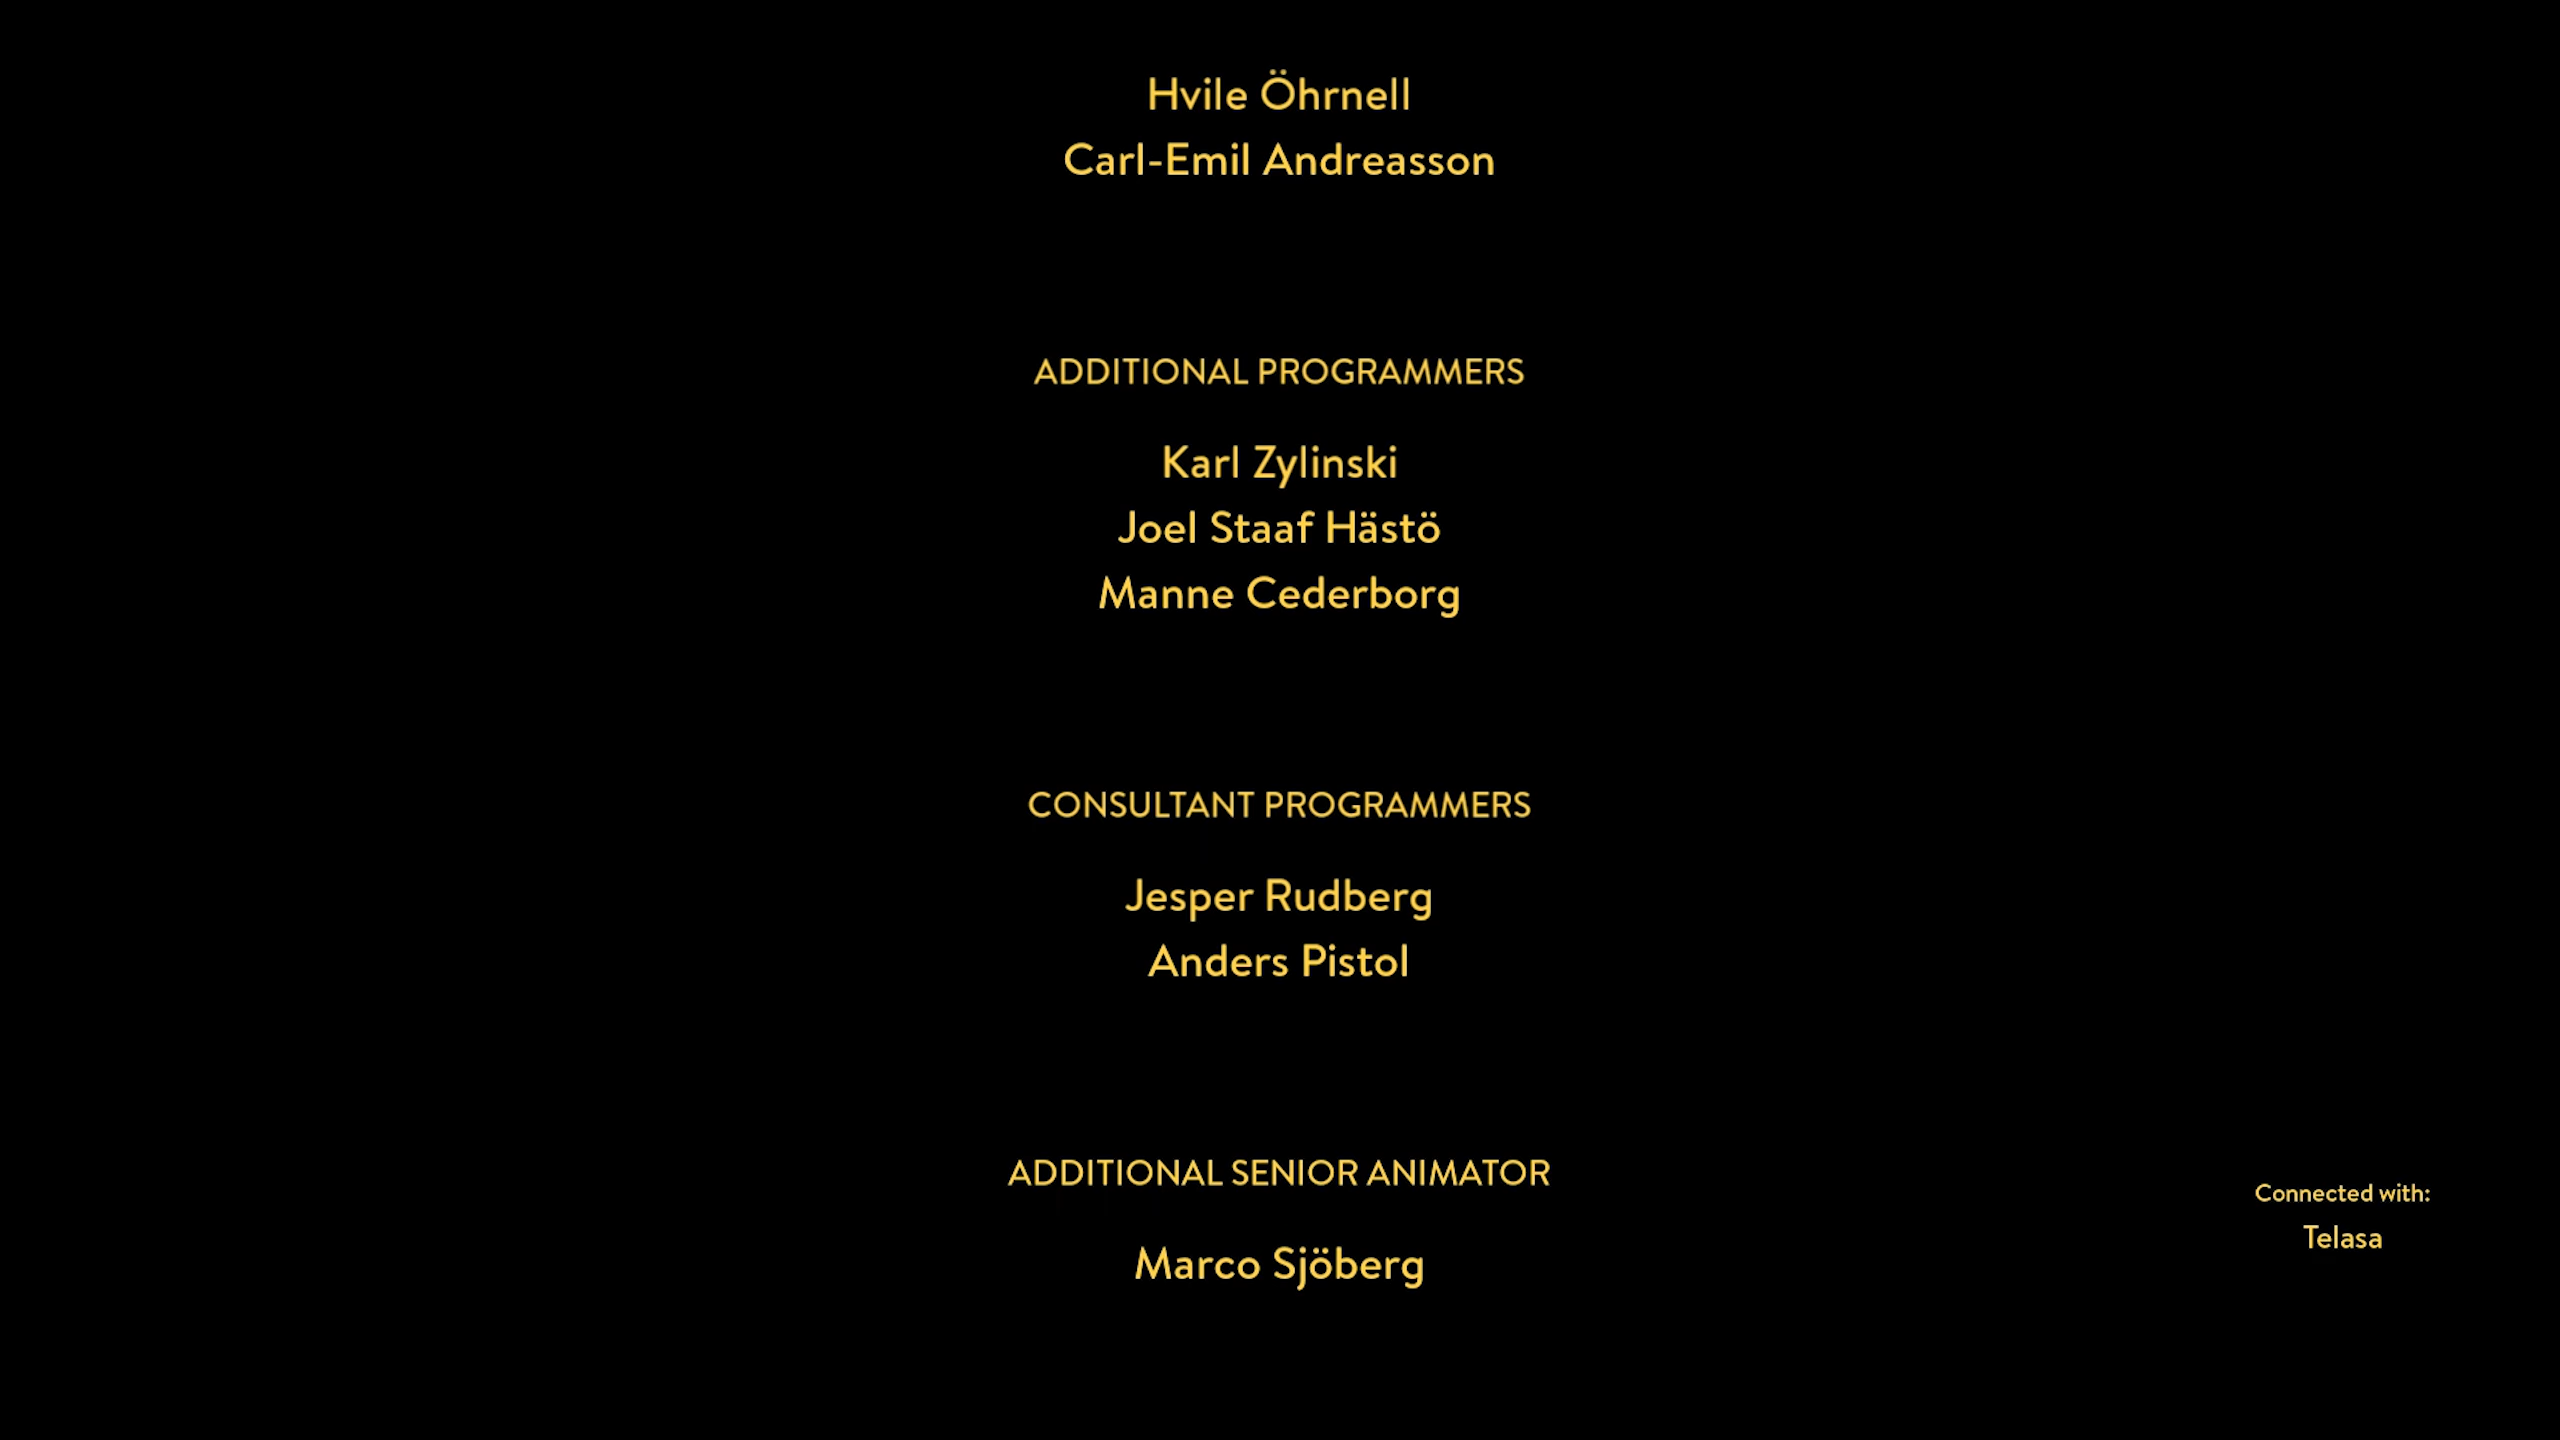 Hvile Öhrnell
Carl-Emil Andreasson
ADDITIONAL PROGRAMMERS
Karl Zylinski
Joel Staaf Hästö
Manne Cederborg
CONSULTANT PROGRAMMERS
Jesper Rudberg
Anders Pistol
ADDITIONAL SENIOR ANIMATOR
Marco Sjöberg
Connected with:
Telasa